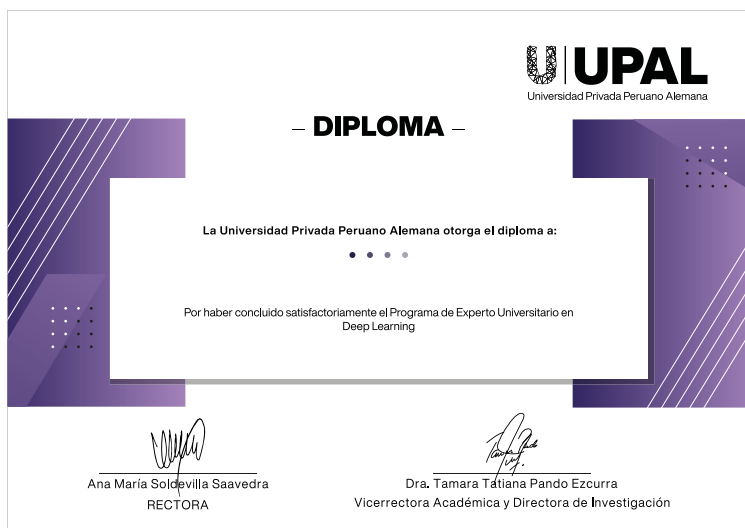 UPAL
Universidad Privada Peruano Alemana
– DIPLOMA –
La Universidad Privada Peruano Alemana otorga el diploma a:
Por haber concluido satisfactoriamente el Programa de Experto Universitario en
Deep Learning
Ana María Soldevilla Saavedra
RECTORA
Dra. Tamara Tatiana Pando Ezcurra
Vicerrectora Académica y Directora de Investigación